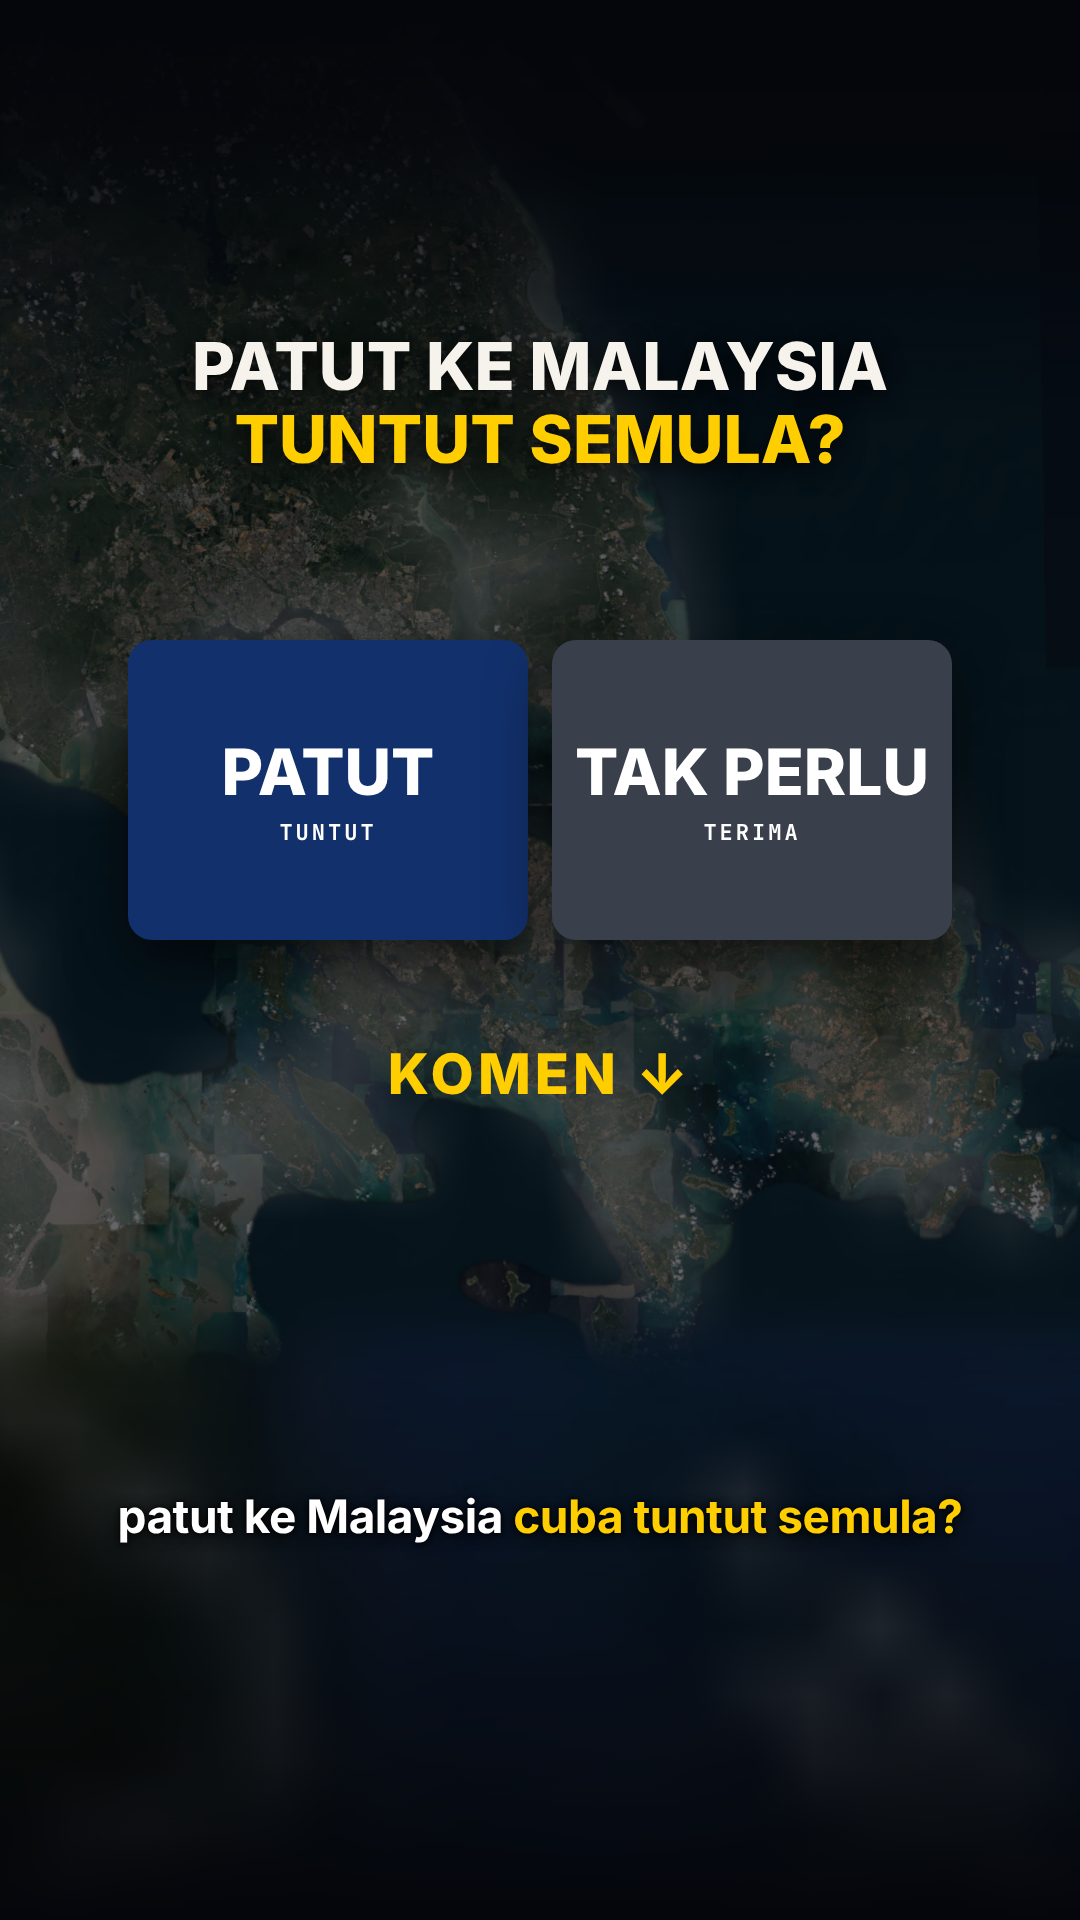 PATUT KE MALAYSIA
TUNTUT SEMULA?
PATUT
TUNTUT
TAK PERLU
TERIMA
KOMEN ↓
patut ke Malaysia cuba tuntut semula?